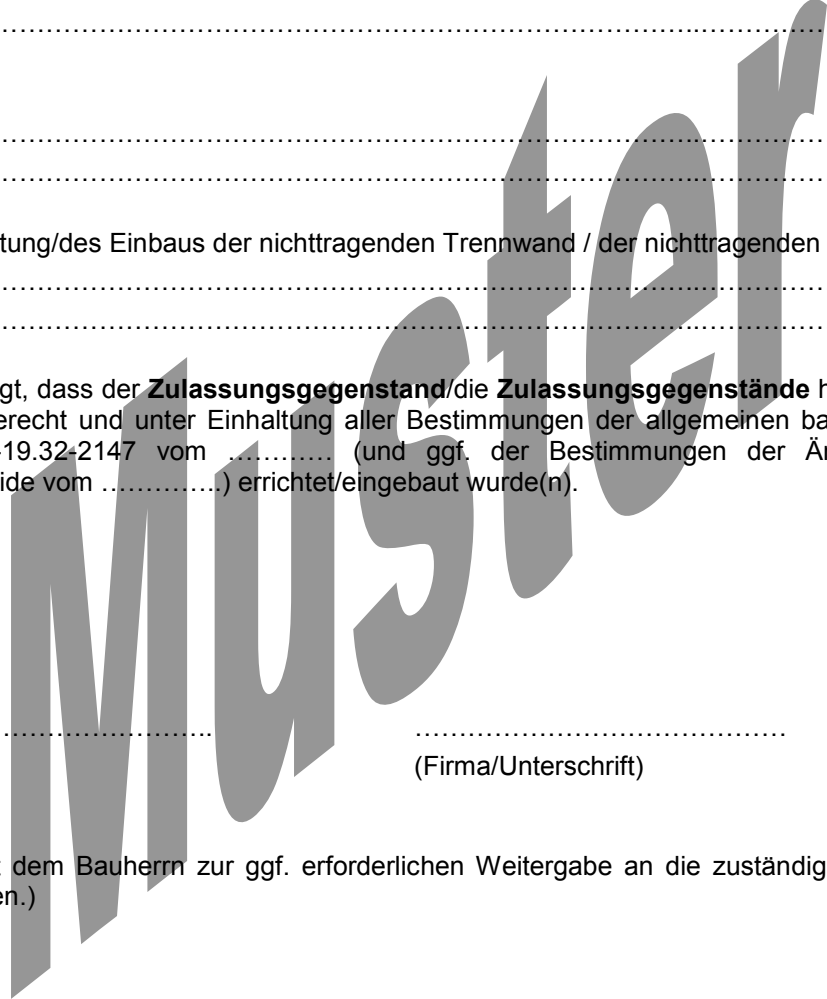 ………………………………………………………………………………
………………………………………………………………………………
………………………………………………………………………………
tung/des Einbaus der nichttragenden Trennwand / der nichttragenden
………………………………………………………………………………
………………………………………………………………………………
gt, dass der Zulassungsgegenstand/die Zulassungsgegenstände h
erecht und unter Einhaltung aller Bestimmungen der allgemeinen ba
-19.32-2147 vom ………… (und ggf. der Bestimmungen der Än
ide vom …………..) errichtet/eingebaut wurde(n).
…………………….. ……………………………………
(Firma/Unterschrift)
t dem Bauherrn zur ggf. erforderlichen Weitergabe an die zuständig
en.)
Muster